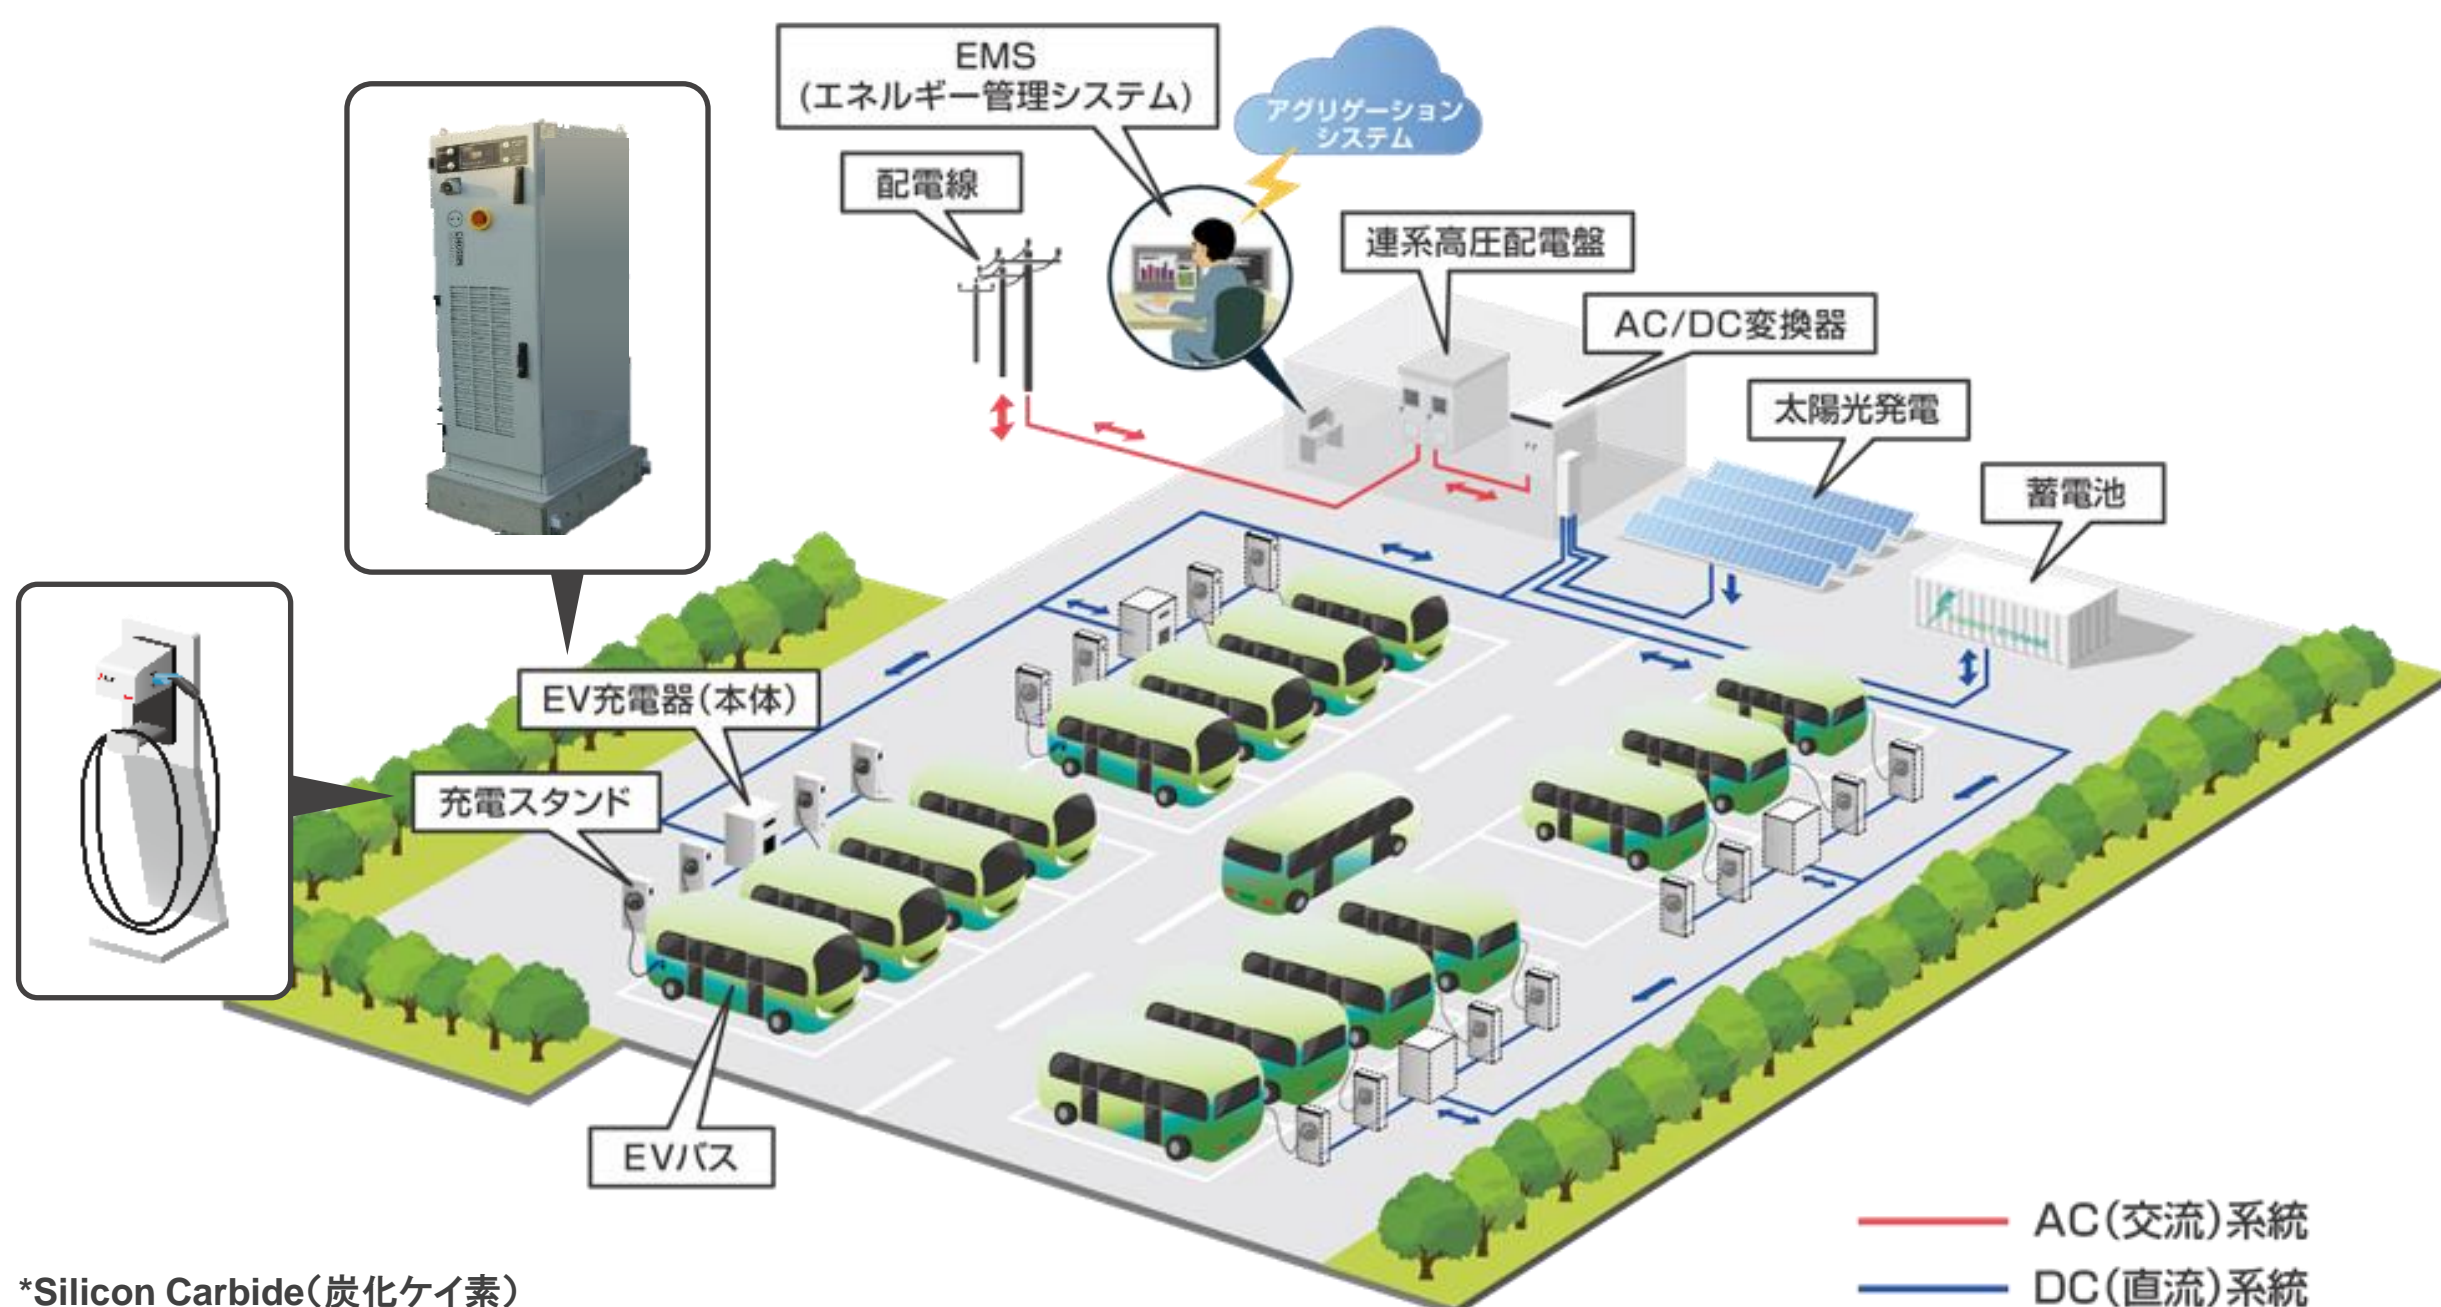 EMS
(エネルギー管理システム)
アグリゲーション
システム
配電線
連系高圧配電盤
AC/DC変換器
太陽光発電
蓄電池
EV充電器(本体)
充電スタンド
EVバス
AC(交流)系統
DC(直流)系統
*Silicon Carbide(炭化ケイ素)